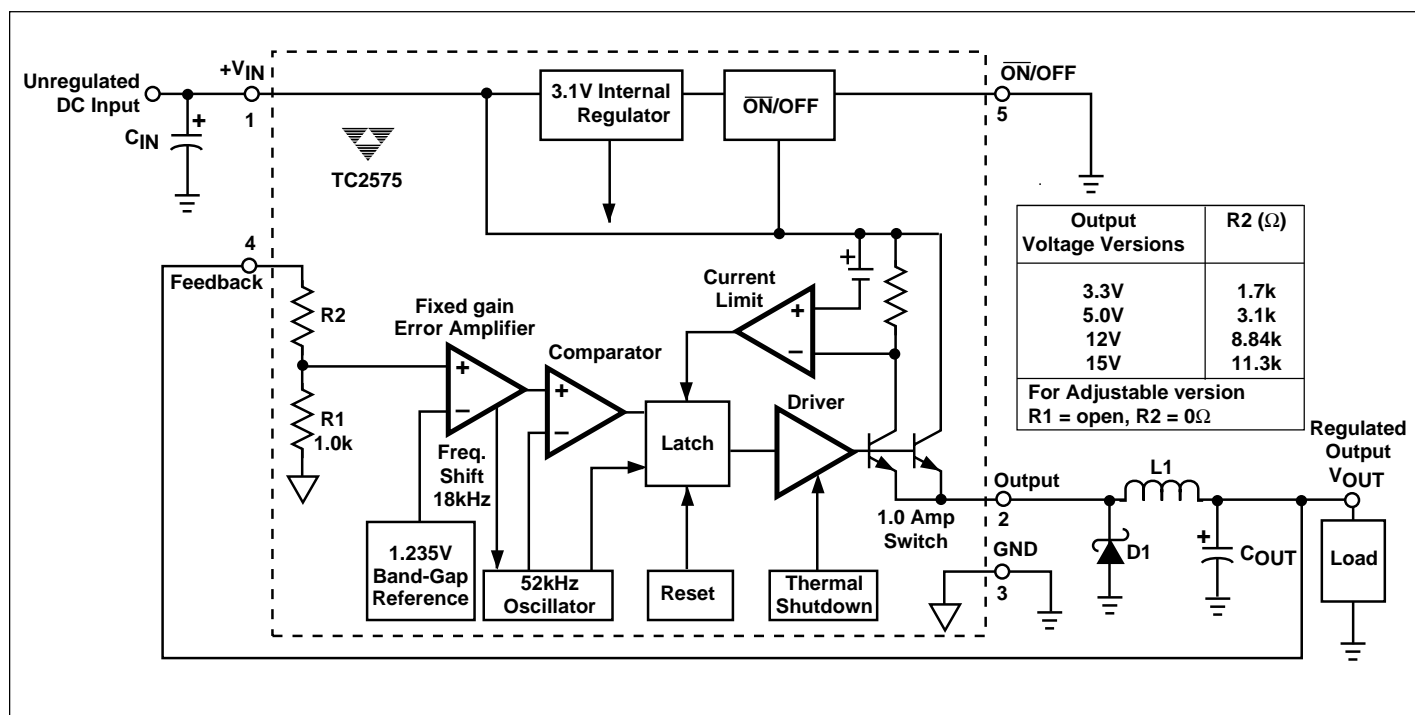 Unregulated
DC Input
+VIN
1
CIN
TC2575
3.1V Internal
Regulator
O̅N̅/OFF
O̅N̅/OFF
5
Output
Voltage Versions
R2 (Ω)
3.3V
1.7k
5.0V
3.1k
12V
8.84k
15V
11.3k
For Adjustable version
R1 = open, R2 = 0Ω
4
Feedback
R2
R1
1.0k
Fixed gain
Error Amplifier
+
–
Comparator
+
–
Current
Limit
+
+
–
Freq.
Shift
18kHz
Latch
Driver
1.0 Amp
Switch
Output
2
GND
3
1.235V
Band-Gap
Reference
52kHz
Oscillator
Reset
Thermal
Shutdown
L1
D1
+
COUT
Regulated
Output
VOUT
Load
+